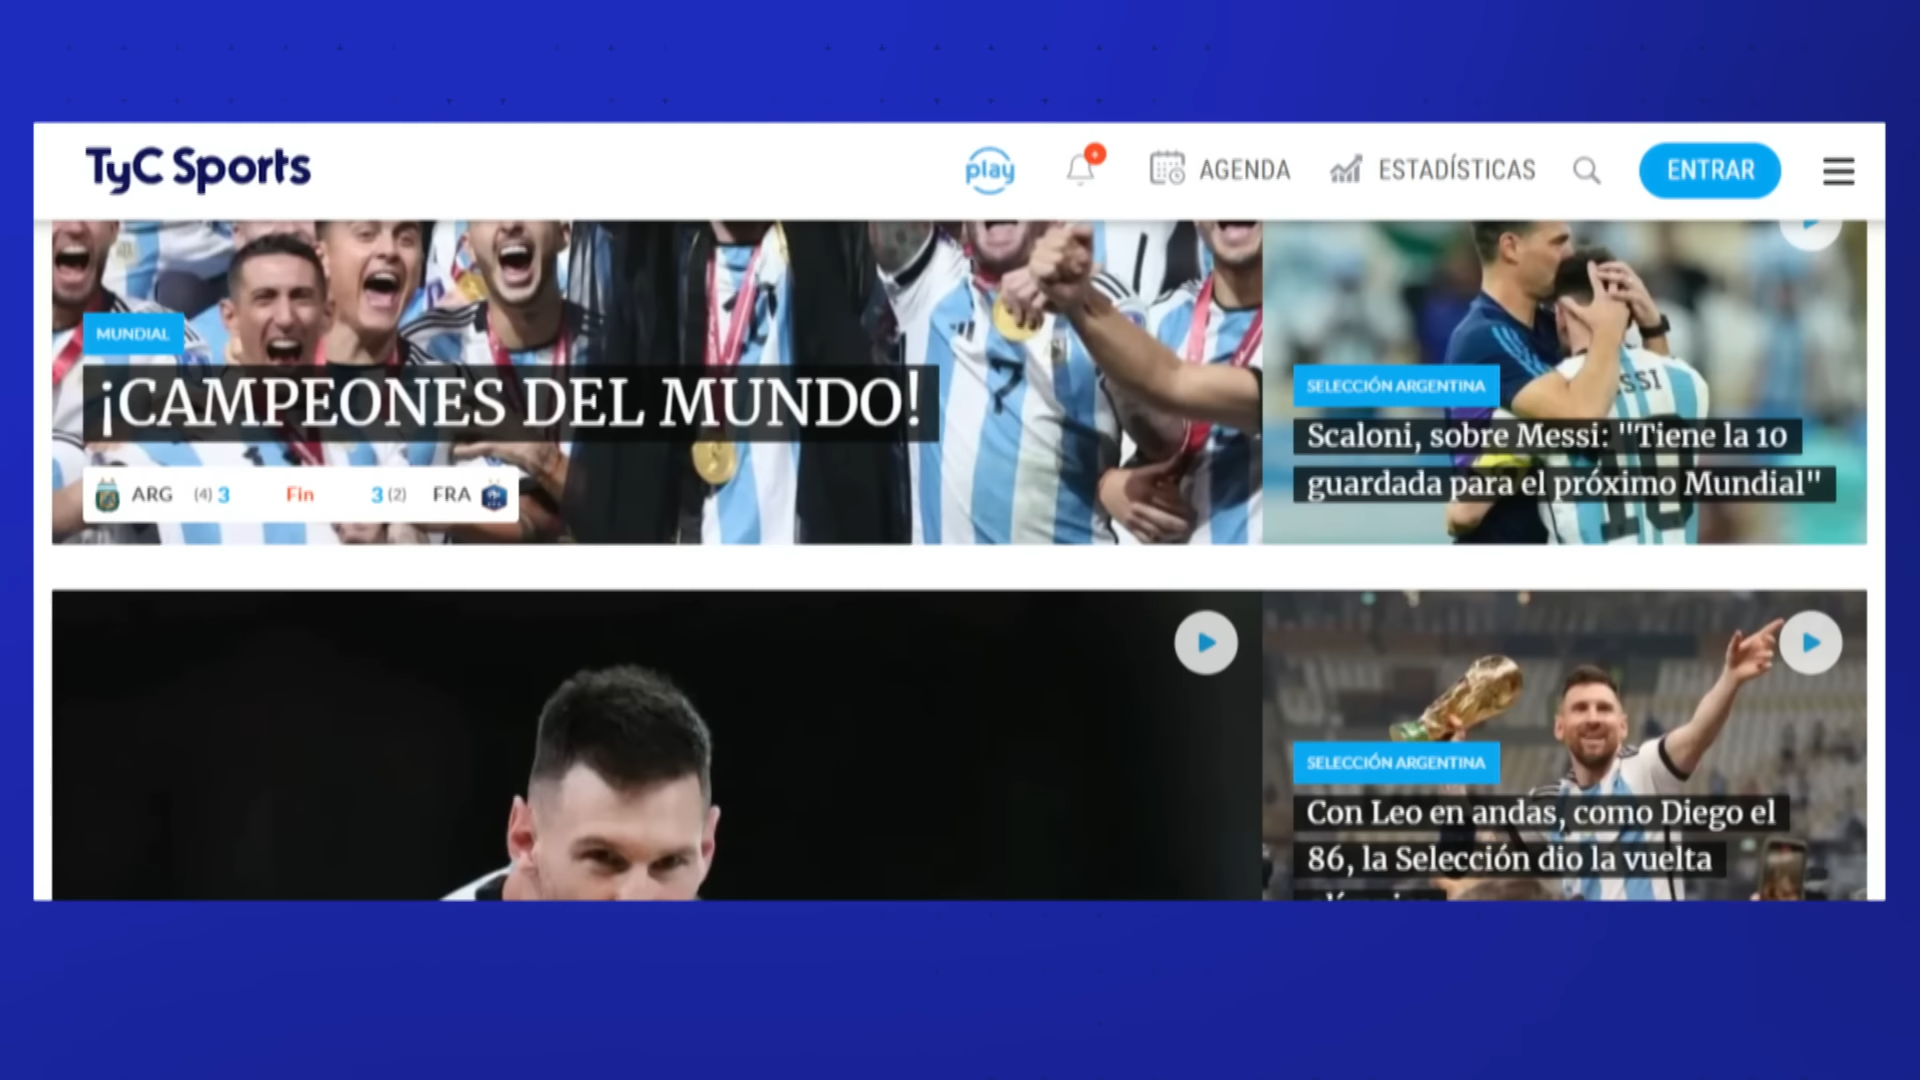 TyC Sports
play
AGENDA
ESTADÍSTICAS
ENTRAR
MUNDIAL
¡CAMPEONES DEL MUNDO!
ARG (4) 3 Fin 3 (2) FRA
7
SELECCIÓN ARGENTINA
Scaloni, sobre Messi: "Tiene la 10
guardada para el próximo Mundial"
10
SELECCIÓN ARGENTINA
Con Leo en andas, como Diego el
86, la Selección dio la vuelta